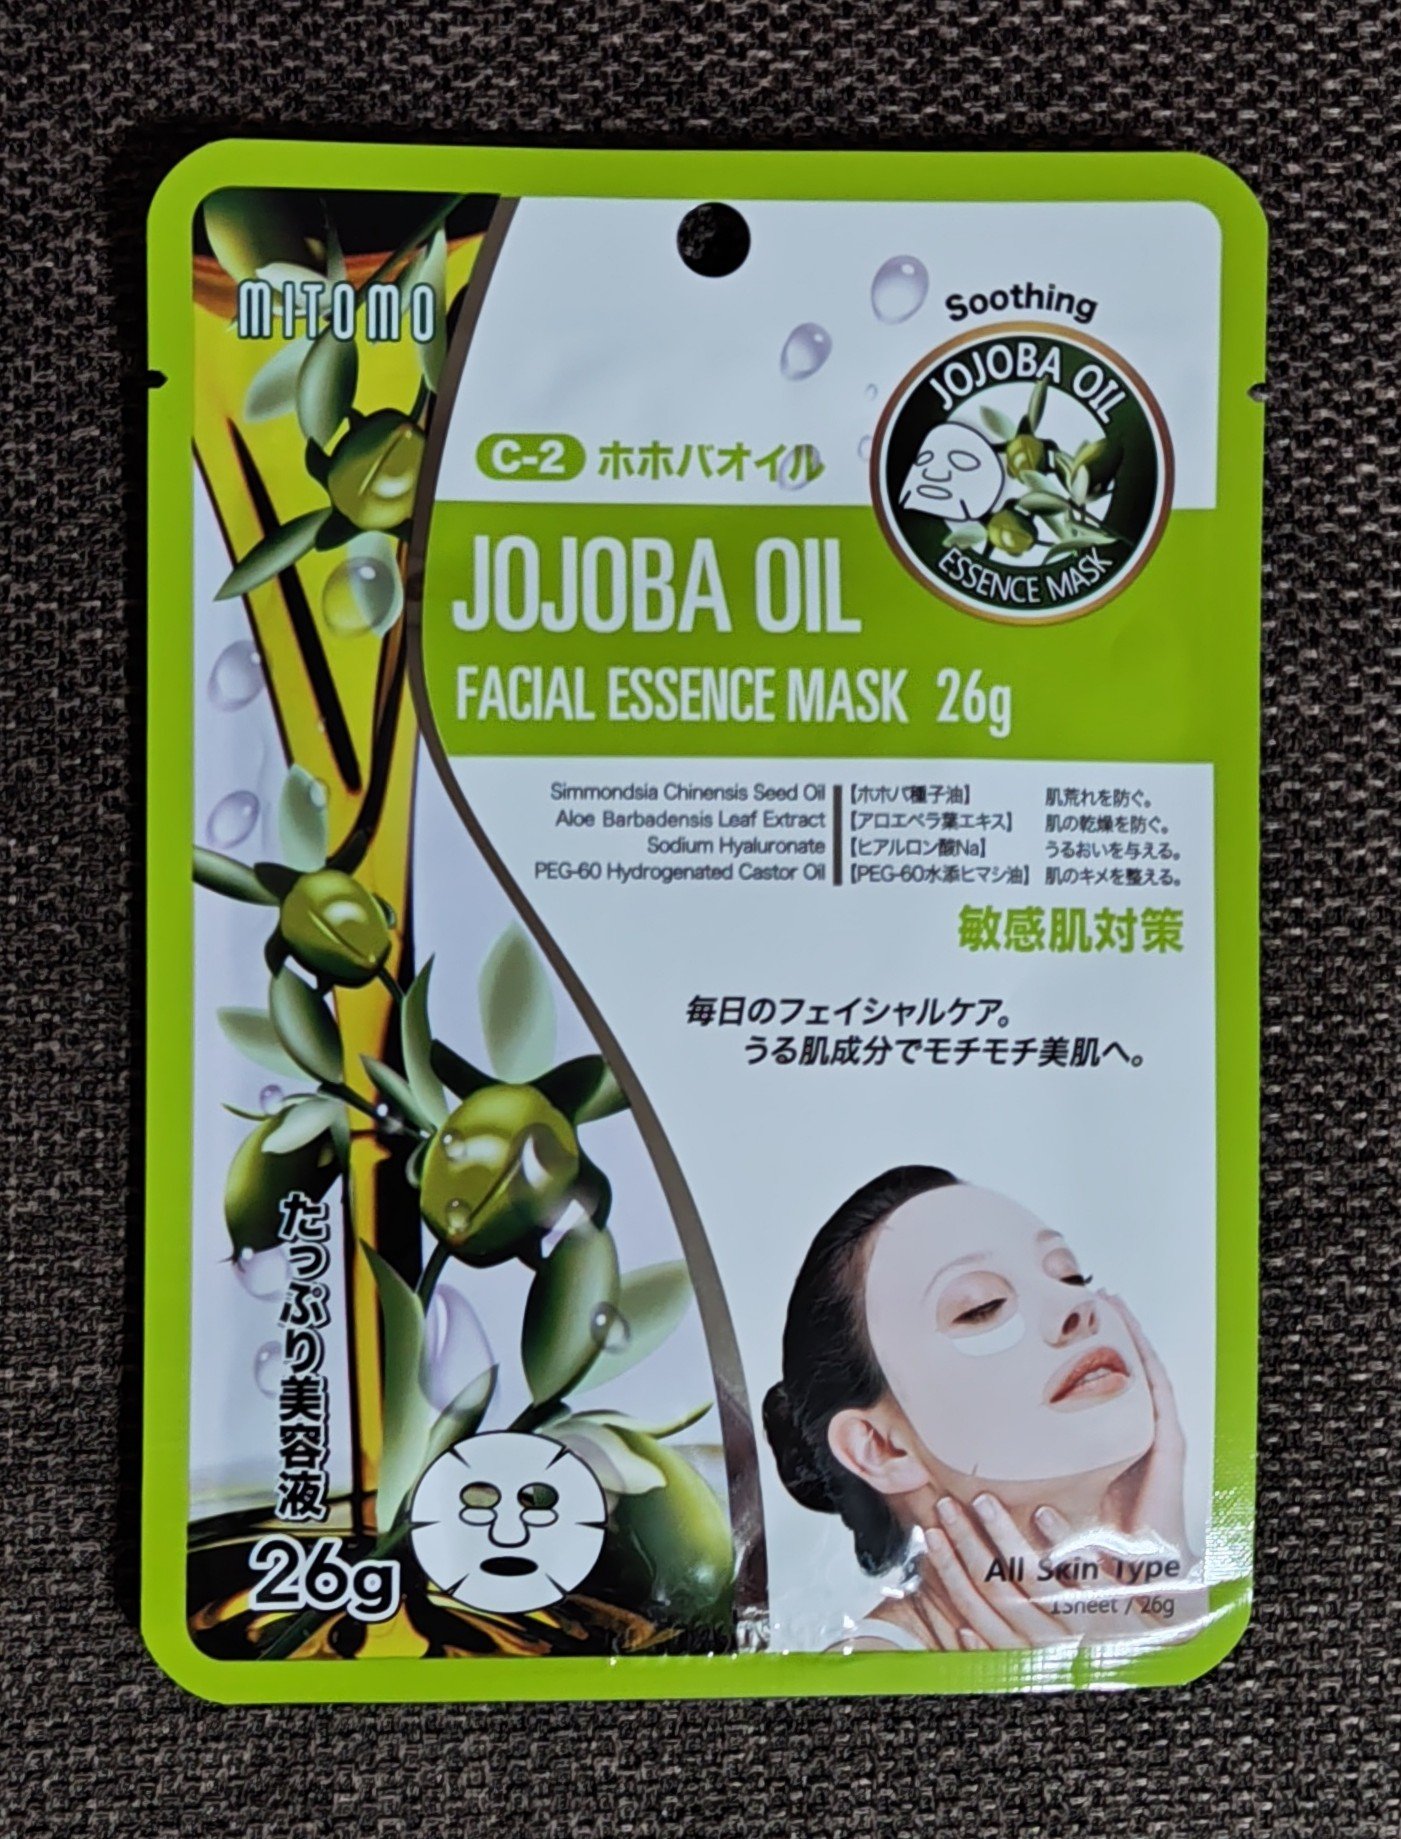 MITOMO
Soothing
JOJOBA OIL
ESSENCE MASK
C-2 ホホバオイル
JOJOBA OIL
FACIAL ESSENCE MASK 26g
Simmondsia Chinensis Seed Oil 【ホホバ種子油】 肌荒れを防ぐ。
Aloe Barbadensis Leaf Extract 【アロエベラ葉エキス】 肌の乾燥を防ぐ。
Sodium Hyaluronate 【ヒアルロン酸Na】 うるおいを与える。
PEG-60 Hydrogenated Castor Oil 【PEG-60水添ヒマシ油】 肌のキメを整える。
敏感肌対策
毎日のフェイシャルケア。
うる肌成分でモチモチ美肌へ。
たっぷり美容液
26g
All Skin Type
1Sheet / 26g